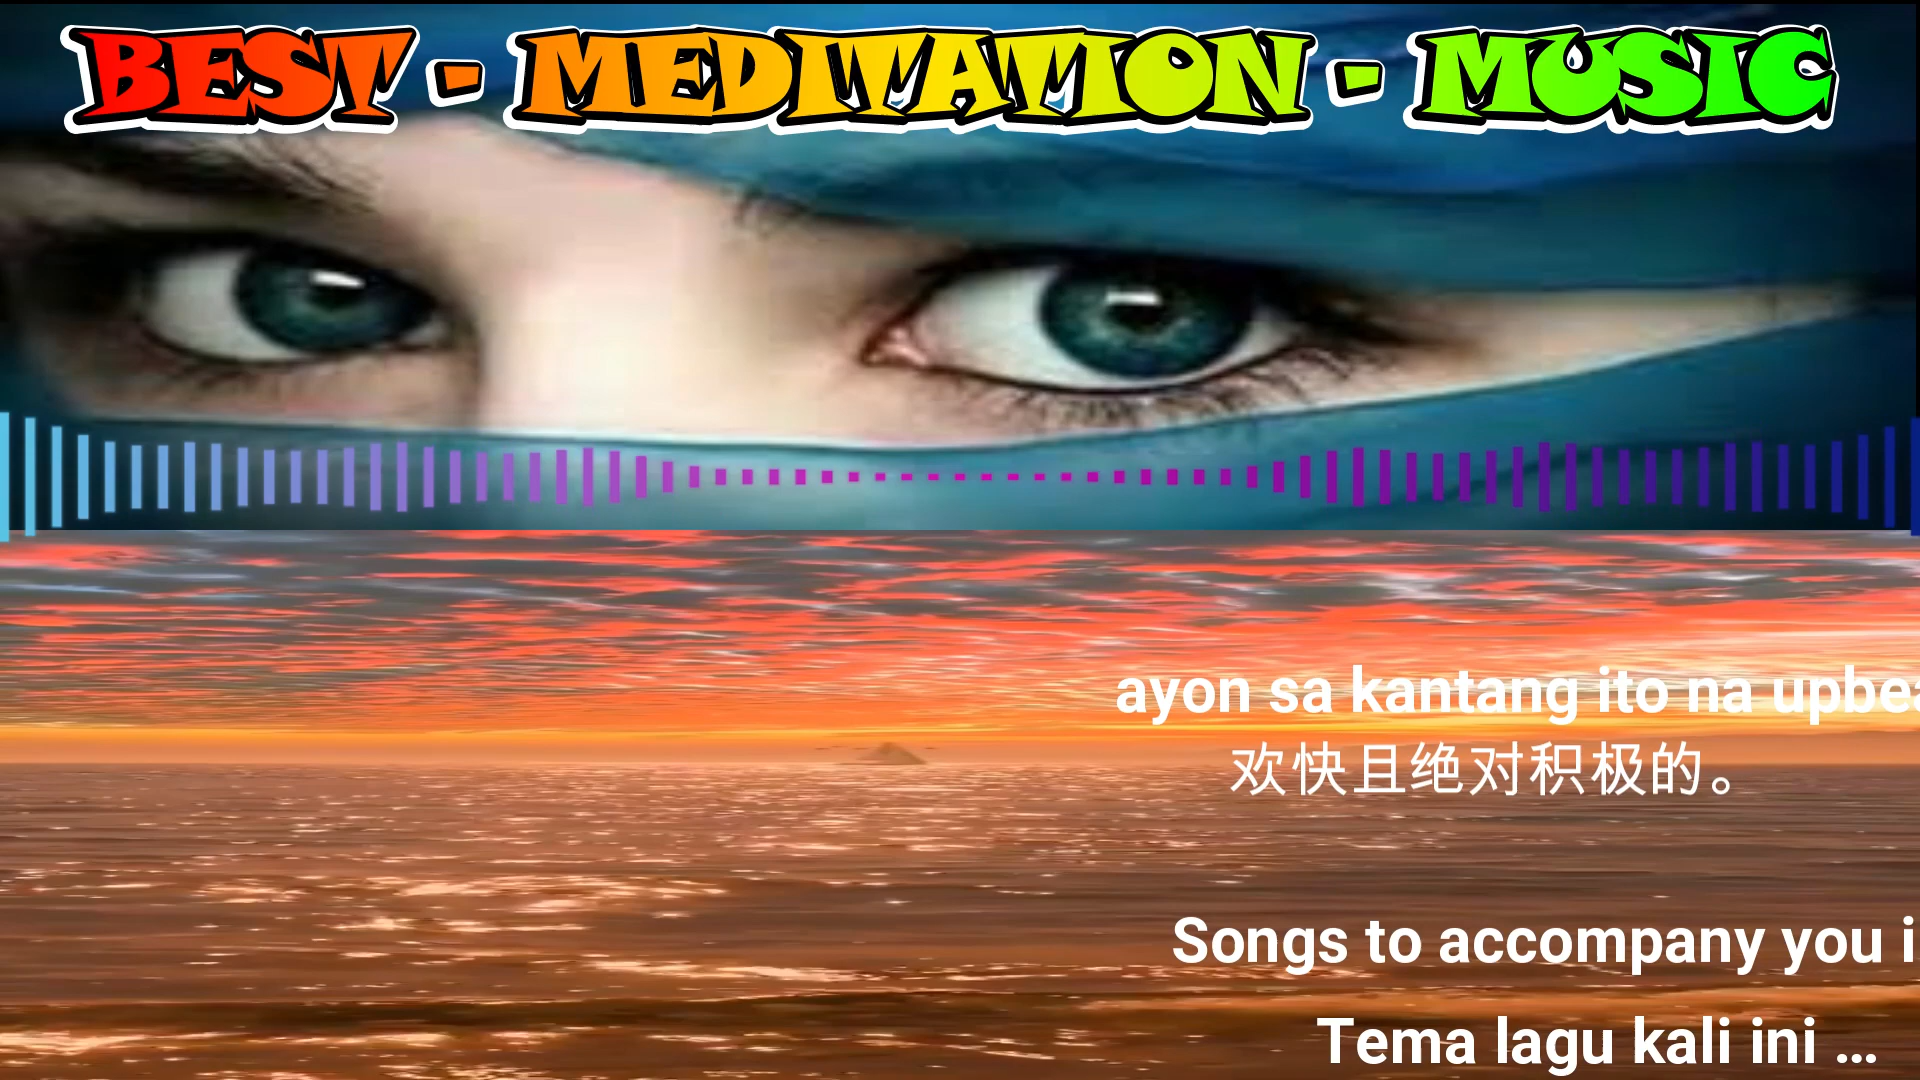 BEST - MEDITATION - MUSIC
ayon sa kantang ito na
欢快且绝对积极的。
Songs to accompany you
Tema lagu kali ini ...